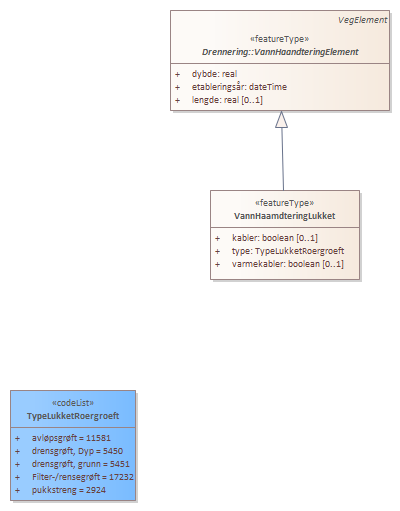 VegElement
«featureType»
Drennering::VannHaandteringElement
+ dybde: real
+ etableringsår: dateTime
+ lengde: real [0..1]
«featureType»
VannHaamdteringLukket
+ kabler: boolean [0..1]
+ type: TypeLukketRoergroeft
+ varmekabler: boolean [0..1]
«codeList»
TypeLukketRoergroeft
+ avløpsgrøft = 11581
+ drensgrøft, Dyp = 5450
+ drensgrøft, grunn = 5451
+ Filter-/rensegrøft = 17232
+ pukkstreng = 2924